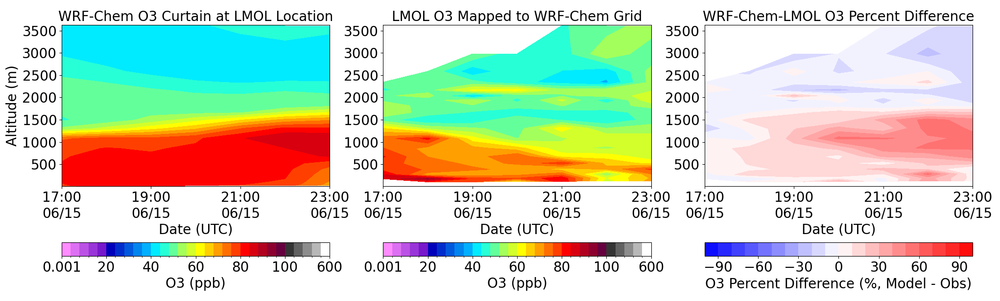 WRF-Chem O3 Curtain at LMOL Location
Altitude (m)
3500
3000
2500
2000
1500
1000
500
17:00 19:00 21:00 23:00
06/15 06/15 06/15 06/15
Date (UTC)
0.001 20 40 60 80 100 600
O3 (ppb)
LMOL O3 Mapped to WRF-Chem Grid
3500
3000
2500
2000
1500
1000
500
17:00 19:00 21:00 23:00
06/15 06/15 06/15 06/15
Date (UTC)
0.001 20 40 60 80 100 600
O3 (ppb)
WRF-Chem-LMOL O3 Percent Difference
3500
3000
2500
2000
1500
1000
500
17:00 19:00 21:00 23:00
06/15 06/15 06/15 06/15
Date (UTC)
−90 −60 −30 0 30 60 90
O3 Percent Difference (%, Model - Obs)